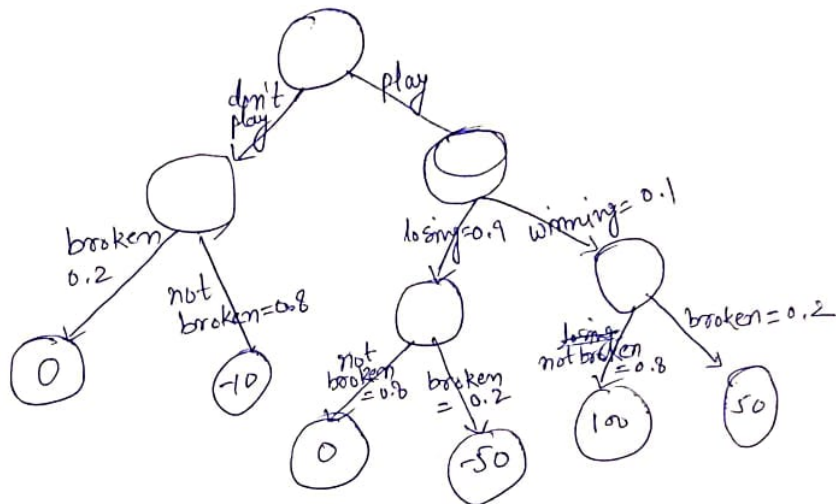 don't
play
play
broken
0.2
not
broken=0.8
losing=0.9
winning=0.1
not
broken
=0.8
broken
= 0.2
losing
not broken
=0.8
broken=0.2
0
-10
0
-50
100
50